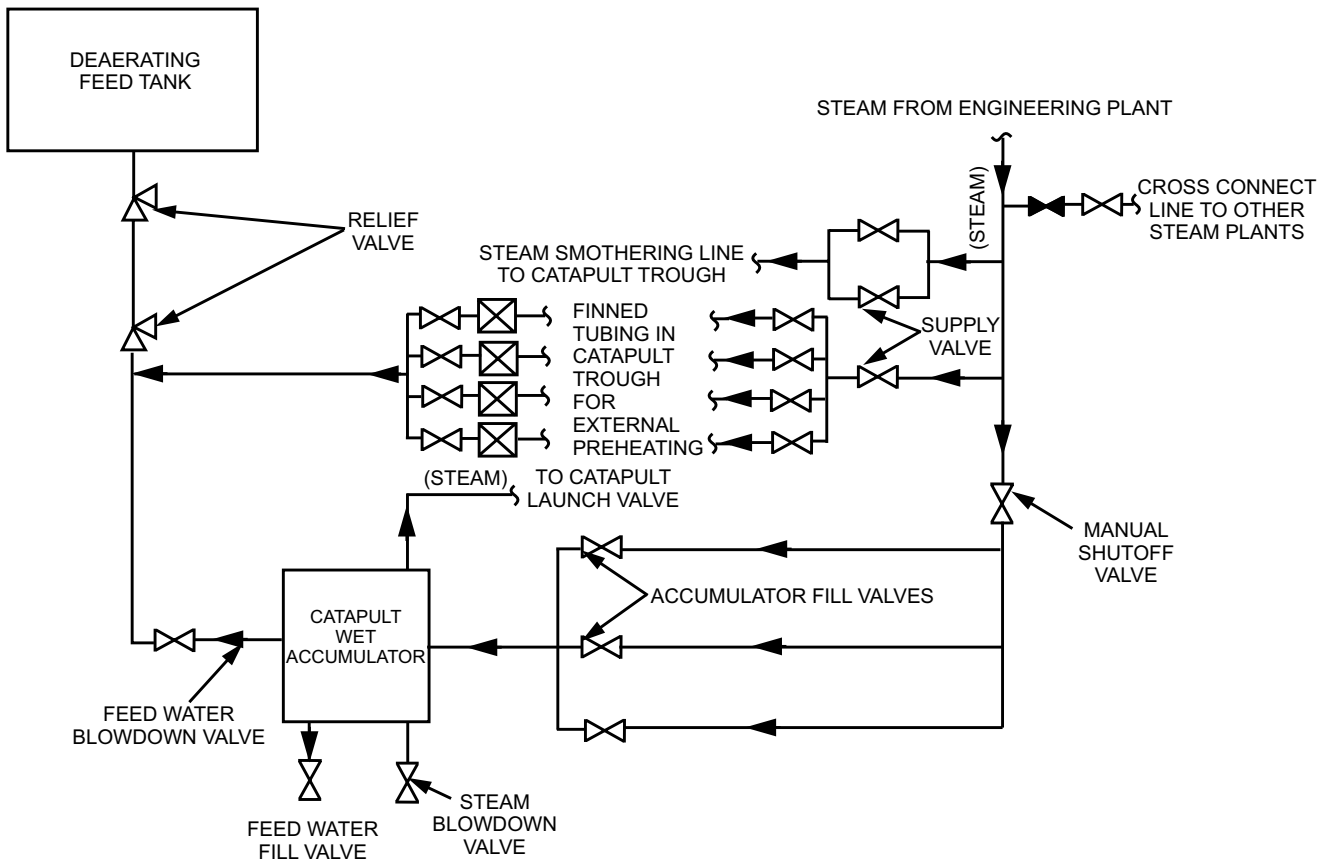 DEAERATING
FEED TANK
STEAM FROM ENGINEERING PLANT
(STEAM)
CROSS CONNECT
LINE TO OTHER
STEAM PLANTS
RELIEF
VALVE
STEAM SMOTHERING LINE
TO CATAPULT TROUGH
SUPPLY
VALVE
FINNED
TUBING IN
CATAPULT
TROUGH
FOR
EXTERNAL
PREHEATING
(STEAM)
TO CATAPULT
LAUNCH VALVE
MANUAL
SHUTOFF
VALVE
ACCUMULATOR FILL VALVES
CATAPULT
WET
ACCUMULATOR
FEED WATER
BLOWDOWN VALVE
STEAM
BLOWDOWN
VALVE
FEED WATER
FILL VALVE